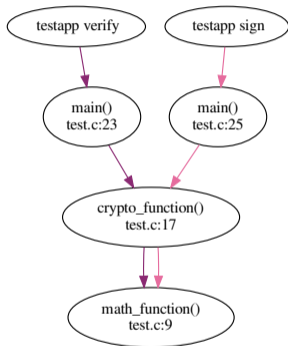 testapp verify
testapp sign
main()
test.c:23
main()
test.c:25
crypto_function()
test.c:17
math_function()
test.c:9